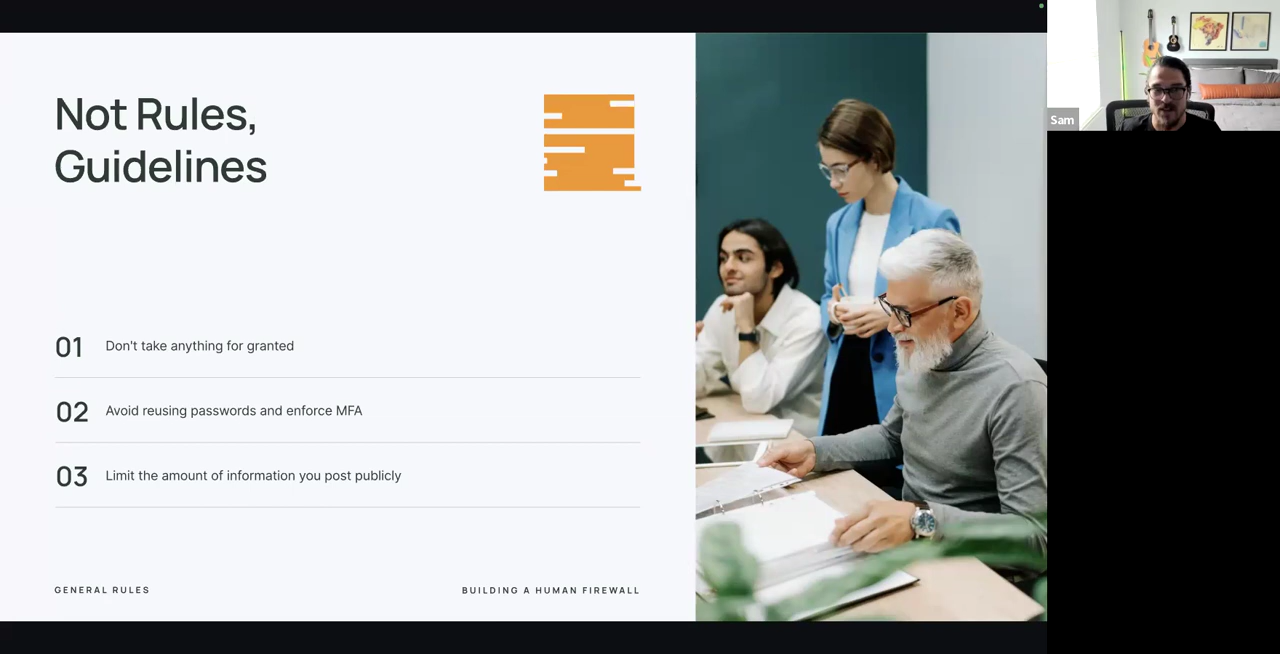 Not Rules,
Guidelines
01 Don't take anything for granted
02 Avoid reusing passwords and enforce MFA
03 Limit the amount of information you post publicly
GENERAL RULES
BUILDING A HUMAN FIREWALL
Sam